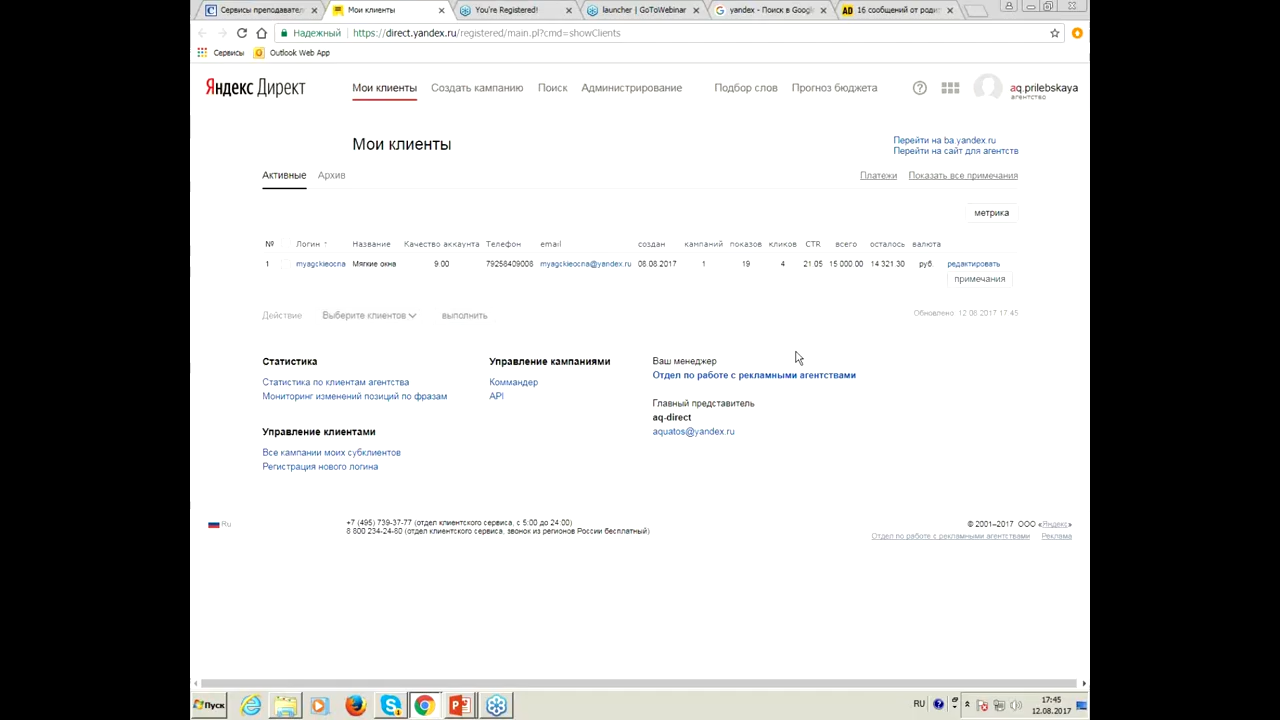 Сервисы преподавател
Мои клиенты
You're Registered!
launcher | GoToWebinar
yandex - Поиск в Google
16 сообщений от родит
Надежный
https://direct.yandex.ru/registered/main.pl?cmd=showClients
Сервисы
Outlook Web App
Яндекс Директ
Мои клиенты
Создать кампанию
Поиск
Администрирование
Подбор слов
Прогноз бюджета
aq.prilebskaya
агентство
Мои клиенты
Перейти на ba.yandex.ru
Перейти на сайт для агентств
Активные
Архив
Платежи
Показать все примечания
метрика
№ Логин ↑ Название Качество аккаунта Телефон email создан кампаний показов кликов CTR всего осталось валюта
1 myagckieocna Мягкие окна 9.00 79258409008 myagckieocna@yandex.ru 08.08.2017 1 19 4 21.05 15 000.00 14 321.30 руб. редактировать
примечания
Действие Выберите клиентов выполнить
Обновлено: 12.08.2017 17:45
Статистика
Статистика по клиентам агентства
Мониторинг изменений позиций по фразам
Управление клиентами
Все кампании моих субклиентов
Регистрация нового логина
Управление кампаниями
Коммандер
API
Ваш менеджер
Отдел по работе с рекламными агентствами
Главный представитель
aq-direct
aquatos@yandex.ru
Ru
+7 (495) 739-37-77 (отдел клиентского сервиса, с 5:00 до 24:00)
8 800 234-24-80 (отдел клиентского сервиса, звонок из регионов России бесплатный)
© 2001–2017 ООО «Яндекс»
Отдел по работе с рекламными агентствами Реклама
Пуск
RU
17:45
12.08.2017